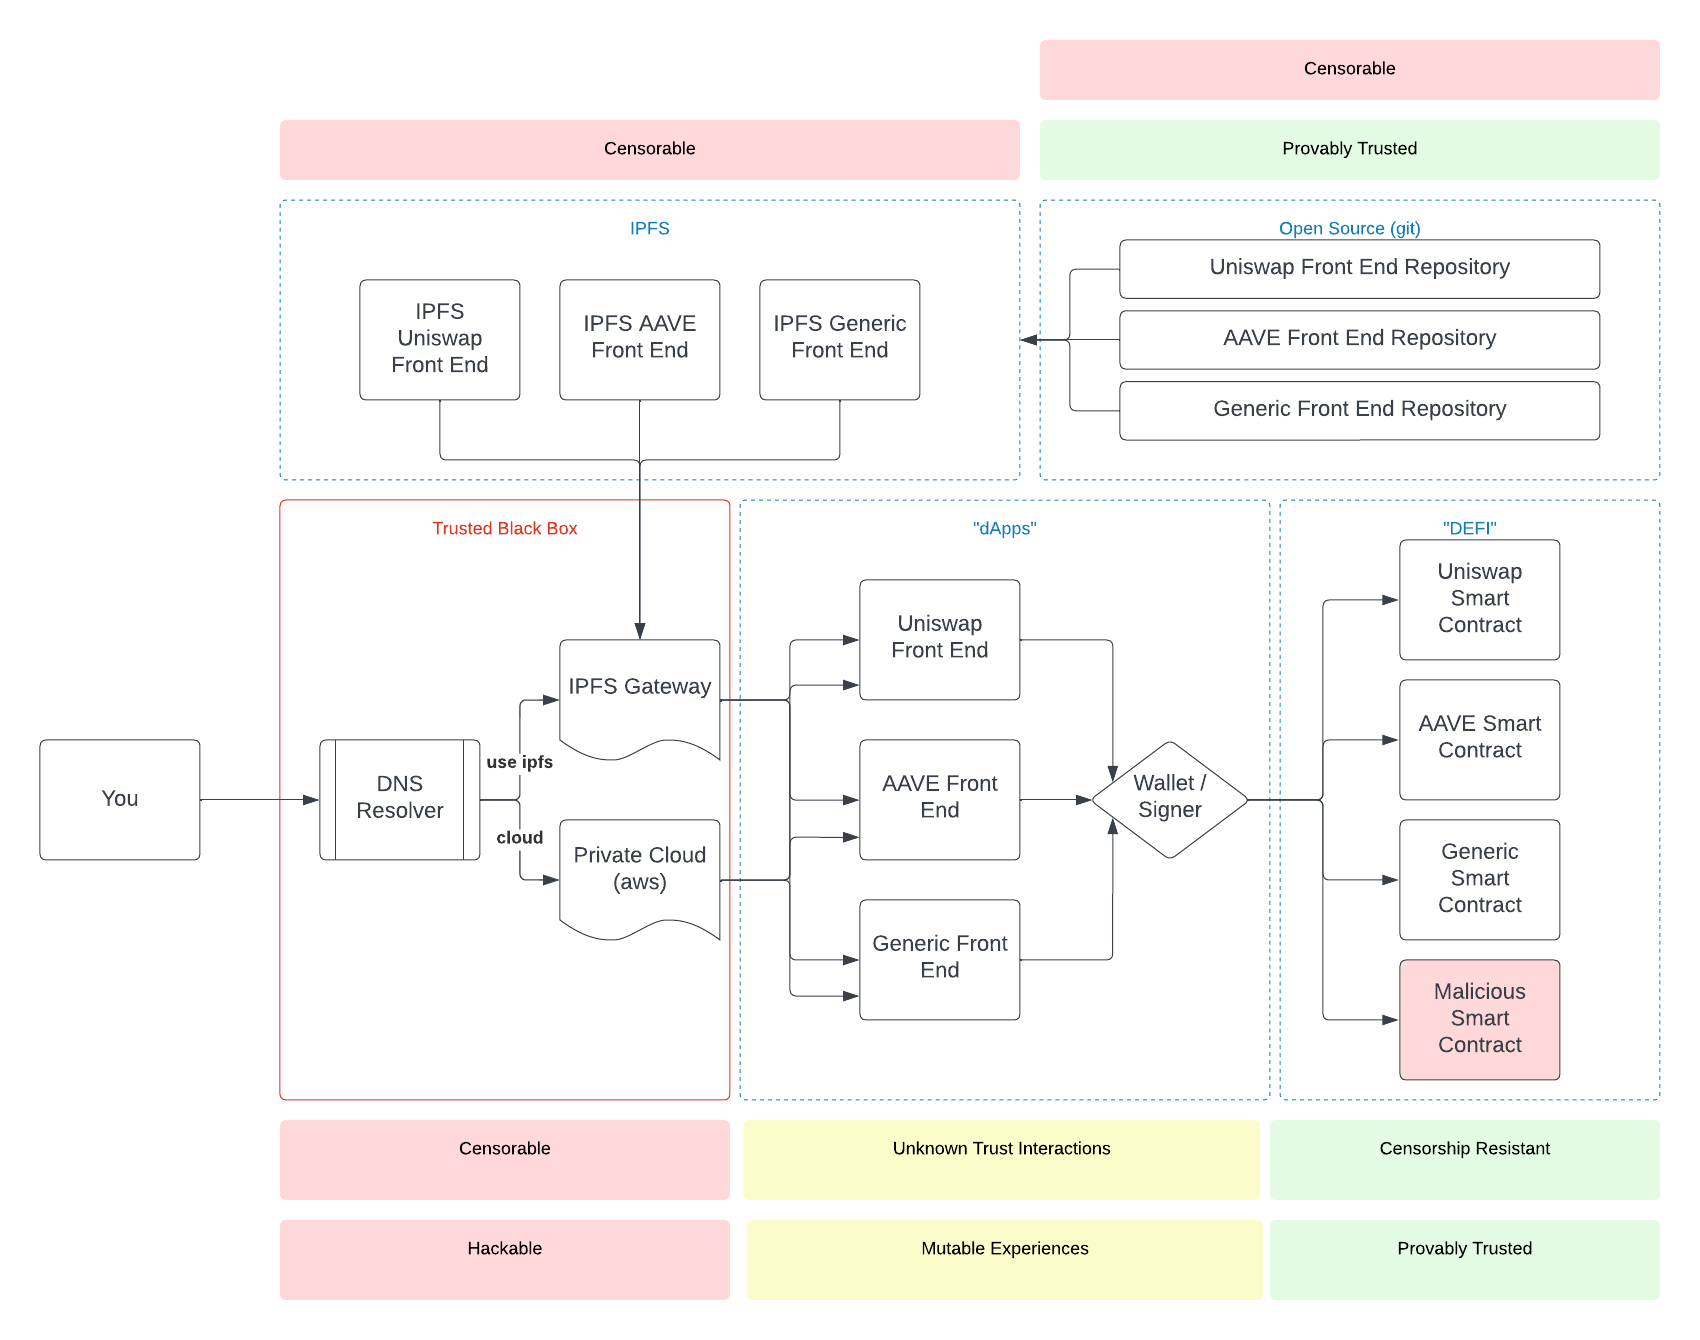 Censorable
Censorable
Provably Trusted
IPFS
Open Source (git)
IPFS
Uniswap
Front End
IPFS AAVE
Front End
IPFS Generic
Front End
Uniswap Front End Repository
AAVE Front End Repository
Generic Front End Repository
Trusted Black Box
"dApps"
"DEFI"
You
DNS
Resolver
use ipfs
cloud
IPFS Gateway
Private Cloud
(aws)
Uniswap
Front End
AAVE Front
End
Generic Front
End
Wallet /
Signer
Uniswap
Smart
Contract
AAVE Smart
Contract
Generic
Smart
Contract
Malicious
Smart
Contract
Censorable
Unknown Trust Interactions
Censorship Resistant
Hackable
Mutable Experiences
Provably Trusted